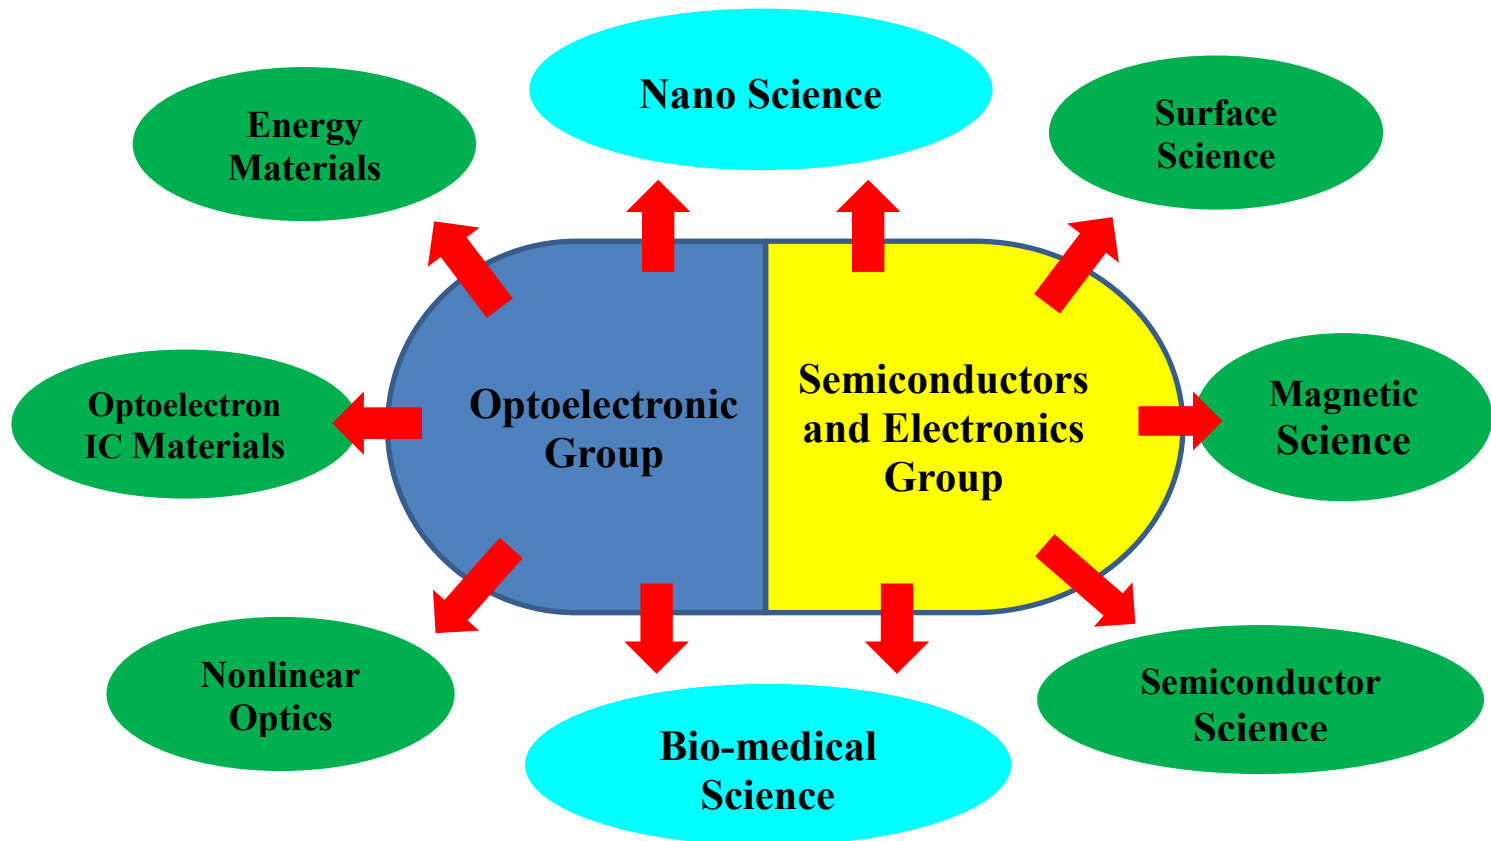 Nano Science
Energy
Materials
Surface
Science
Optoelectronic
Group
Semiconductors
and Electronics
Group
Optoelectron
IC Materials
Magnetic
Science
Nonlinear
Optics
Bio-medical
Science
Semiconductor
Science